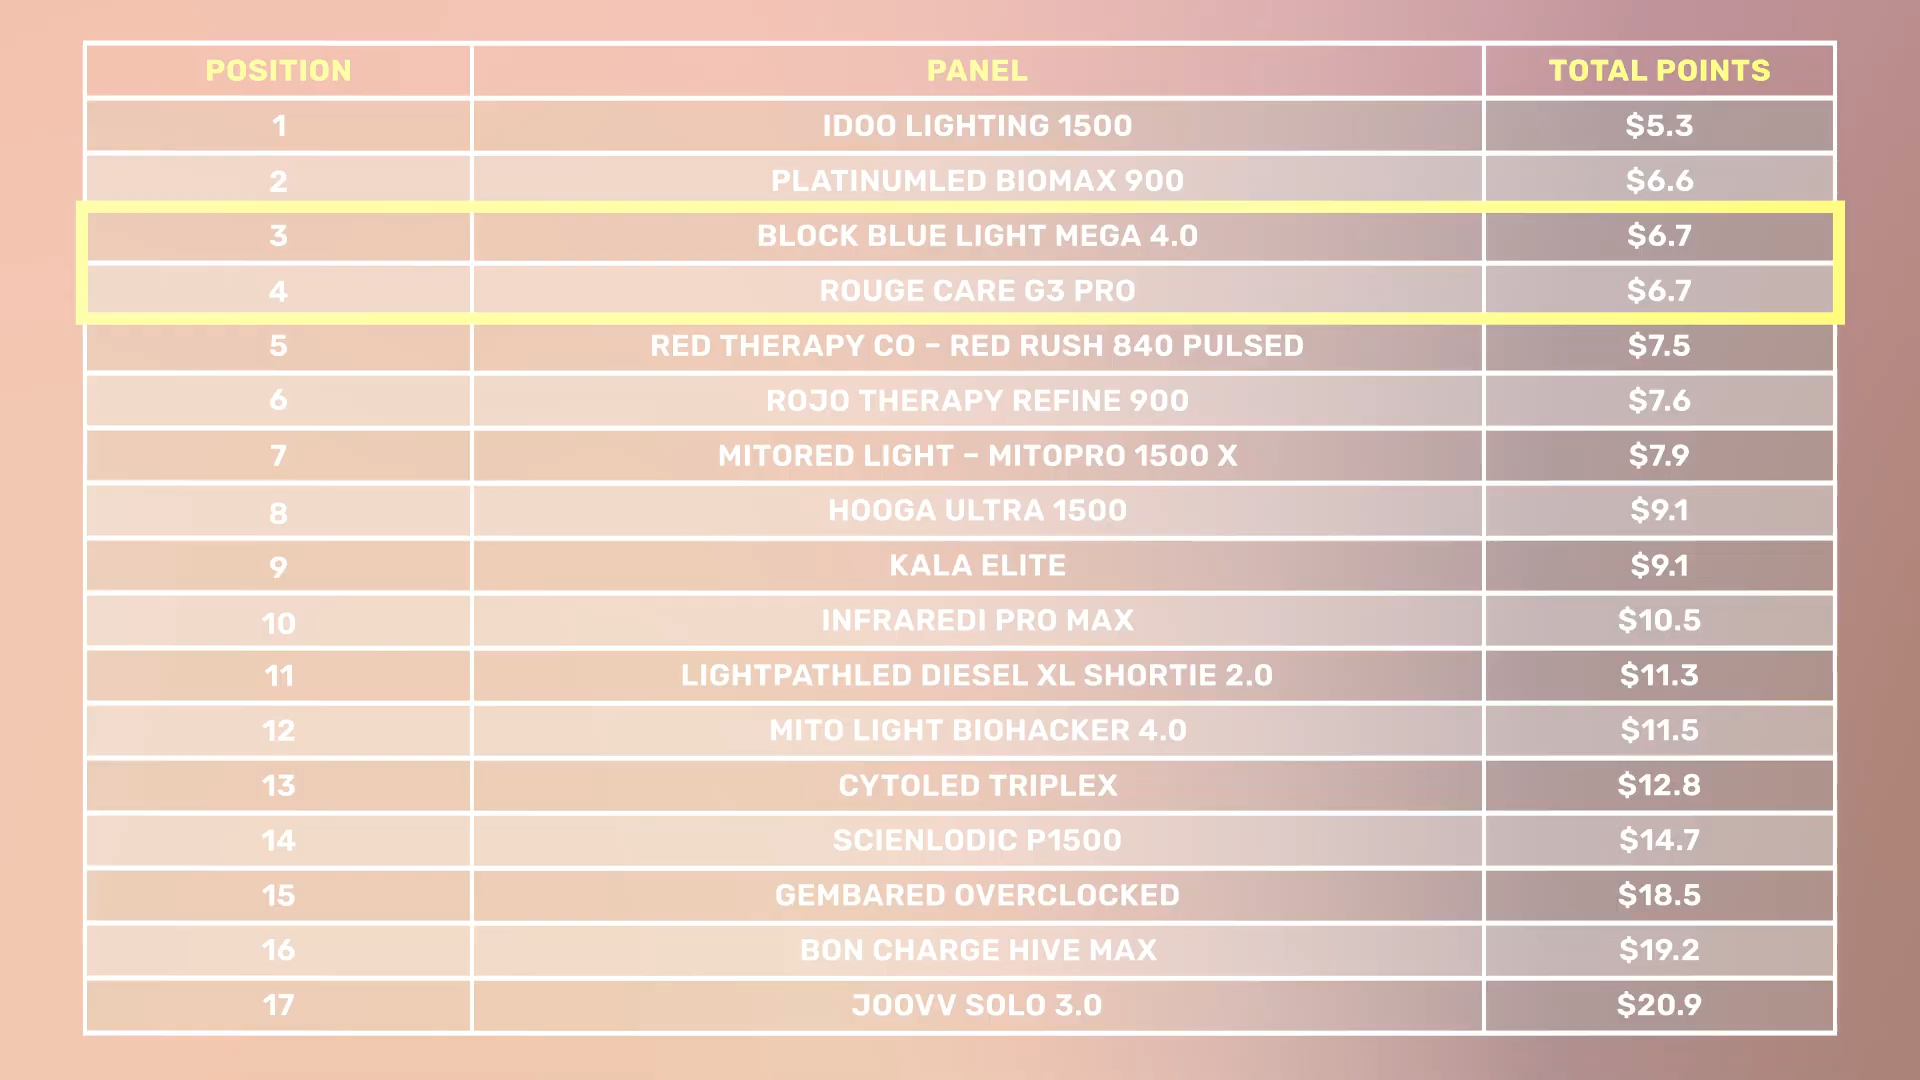 POSITION PANEL TOTAL POINTS
1 IDOO LIGHTING 1500 $5.3
2 PLATINUMLED BIOMAX 900 $6.6
3 BLOCK BLUE LIGHT MEGA 4.0 $6.7
4 ROUGE CARE G3 PRO $6.7
5 RED THERAPY CO – RED RUSH 840 PULSED $7.5
6 ROJO THERAPY REFINE 900 $7.6
7 MITORED LIGHT – MITOPRO 1500 X $7.9
8 HOOGA ULTRA 1500 $9.1
9 KALA ELITE $9.1
10 INFRAREDI PRO MAX $10.5
11 LIGHTPATHLED DIESEL XL SHORTIE 2.0 $11.3
12 MITO LIGHT BIOHACKER 4.0 $11.5
13 CYTOLED TRIPLEX $12.8
14 SCIENLODIC P1500 $14.7
15 GEMBARED OVERCLOCKED $18.5
16 BON CHARGE HIVE MAX $19.2
17 JOOVV SOLO 3.0 $20.9